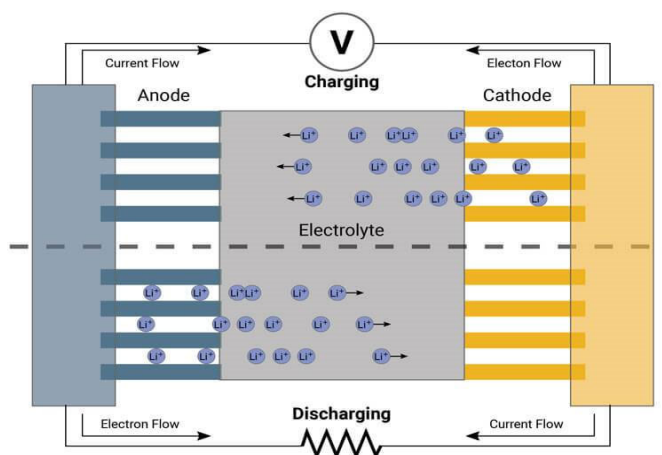 V
Current Flow
Electon Flow
Charging
Anode
Cathode
Li⁺ Li⁺ Li⁺ Li⁺ Li⁺ Li⁺
Li⁺ Li⁺ Li⁺ Li⁺ Li⁺ Li⁺
Li⁺ Li⁺ Li⁺ Li⁺ Li⁺ Li⁺
Electrolyte
Li⁺ Li⁺ Li⁺ Li⁺ Li⁺ Li⁺
Li⁺ Li⁺ Li⁺ Li⁺ Li⁺ Li⁺
Li⁺ Li⁺ Li⁺ Li⁺ Li⁺ Li⁺
Discharging
Electron Flow
Current Flow